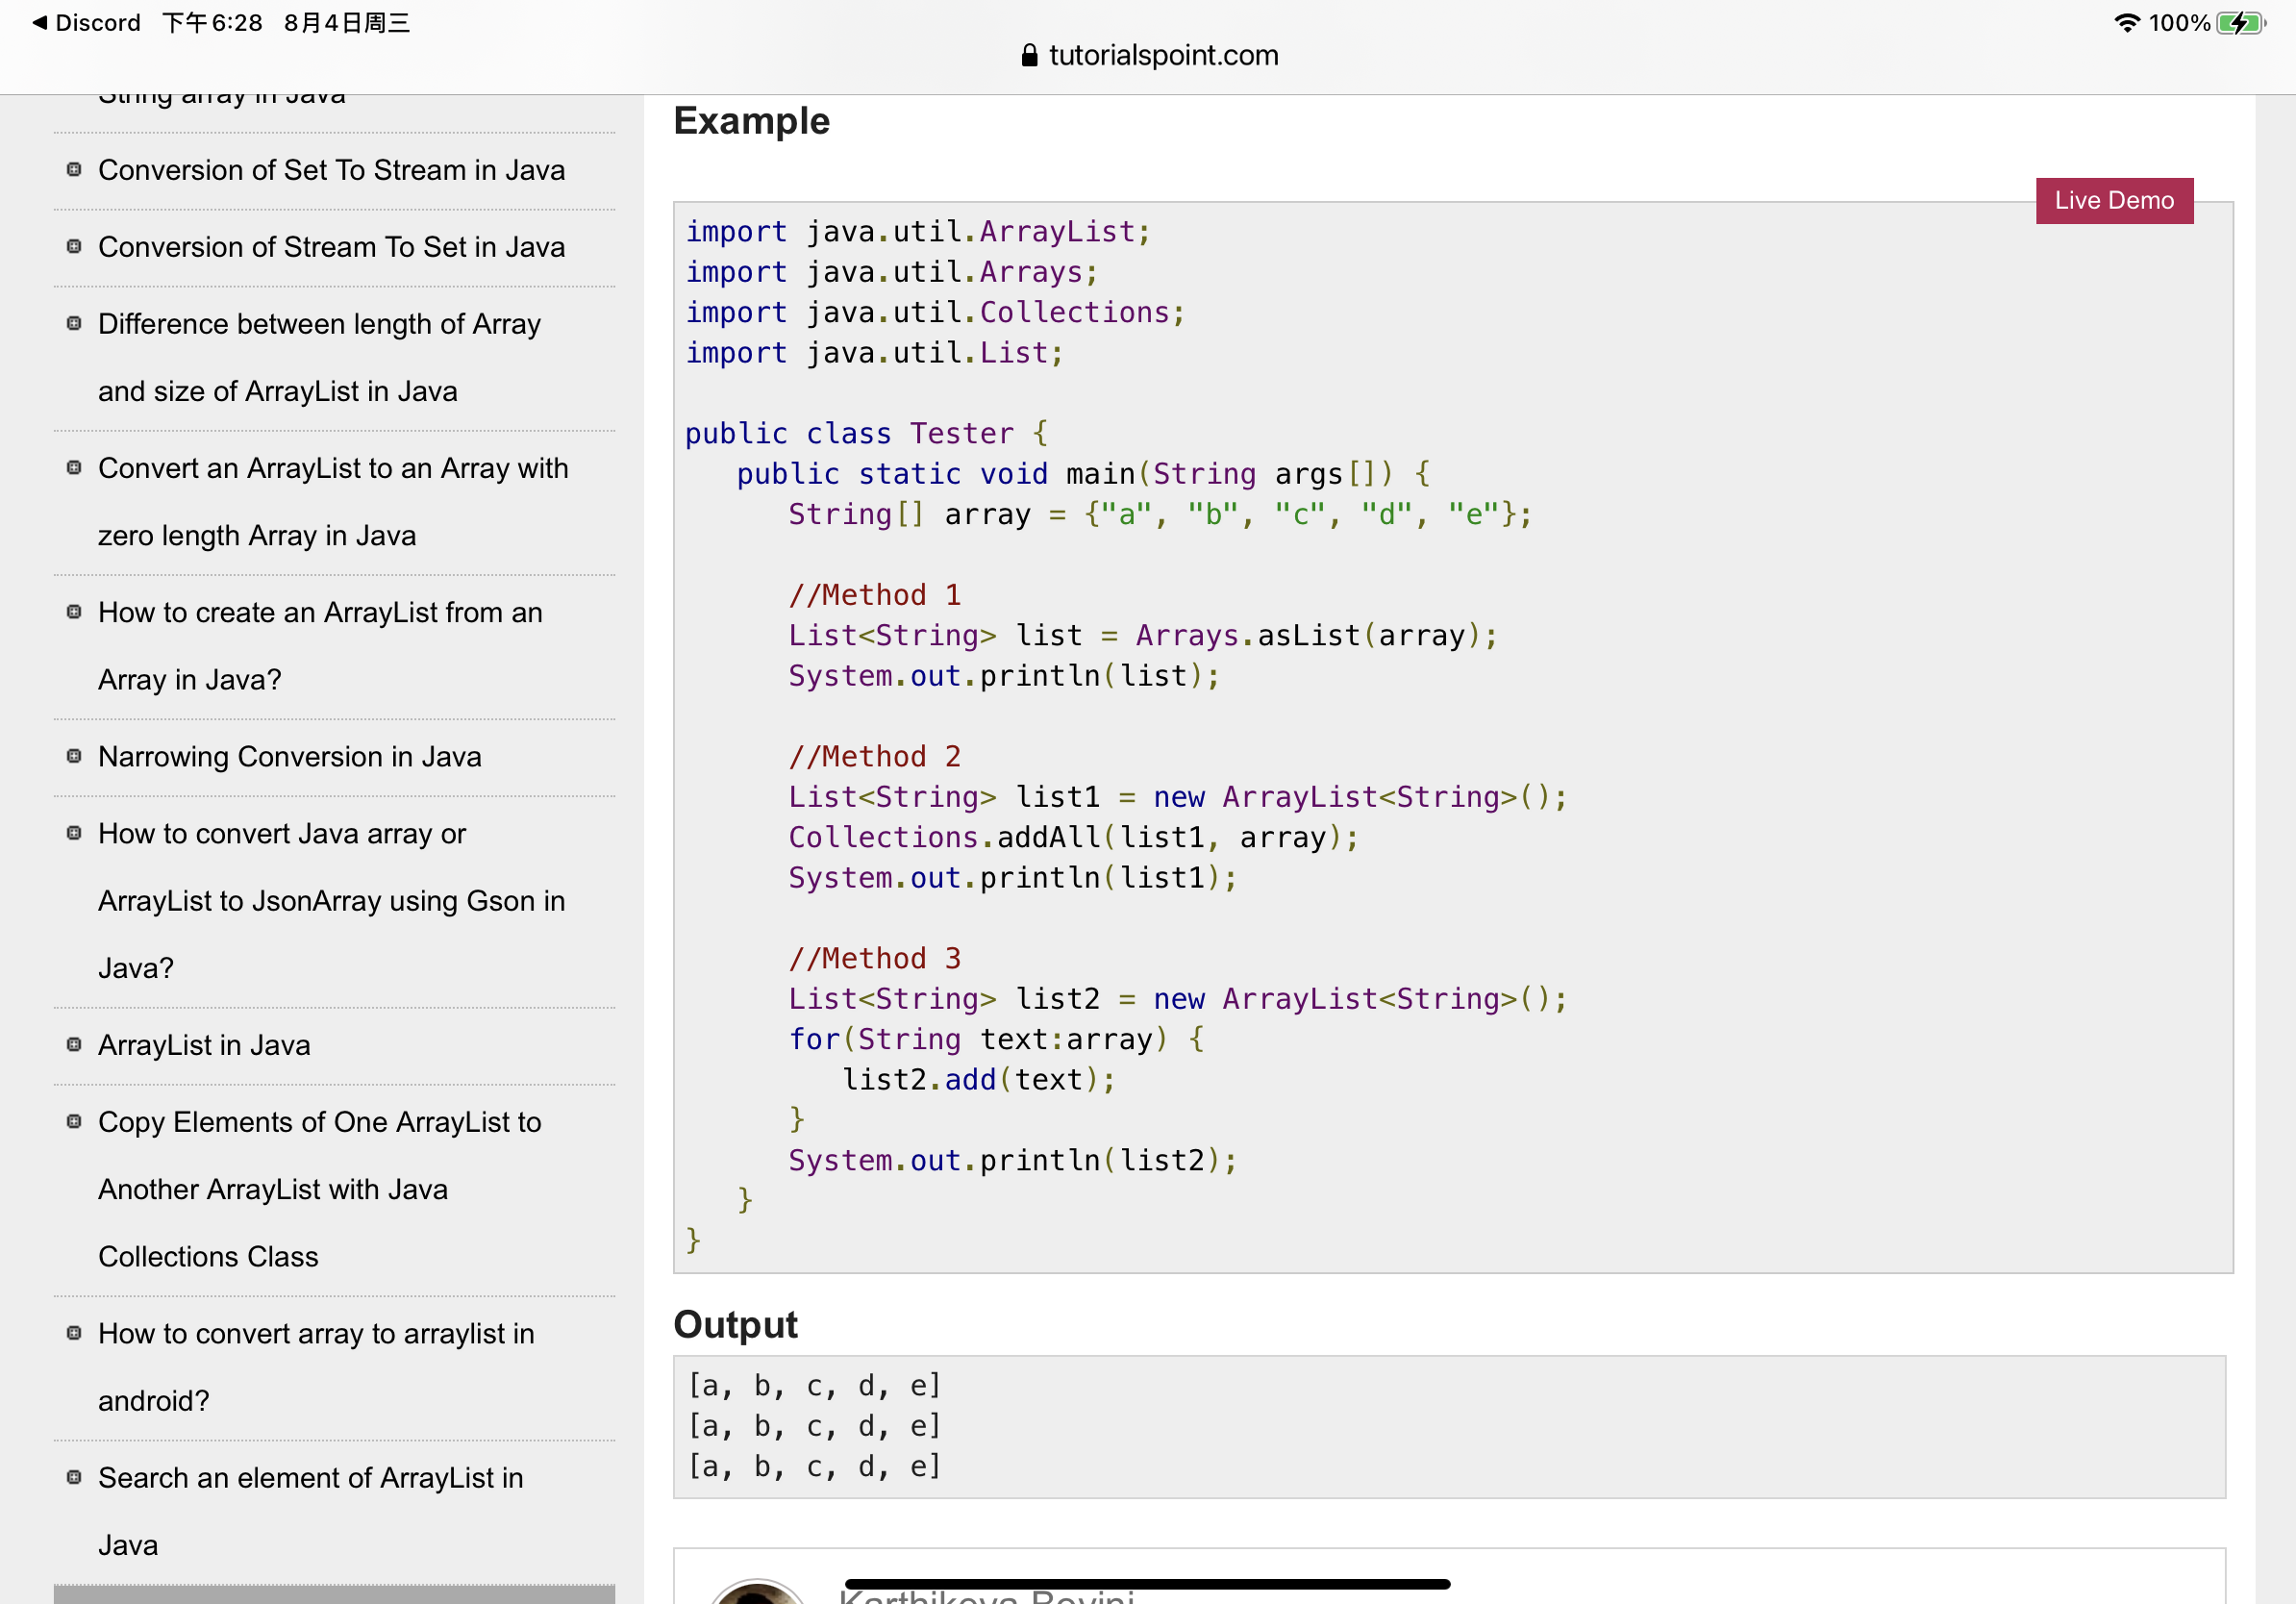 ◀ Discord 下午6:28 8月4日周三
100%
tutorialspoint.com
String array in Java
Conversion of Set To Stream in Java
Conversion of Stream To Set in Java
Difference between length of Array
and size of ArrayList in Java
Convert an ArrayList to an Array with
zero length Array in Java
How to create an ArrayList from an
Array in Java?
Narrowing Conversion in Java
How to convert Java array or
ArrayList to JsonArray using Gson in
Java?
ArrayList in Java
Copy Elements of One ArrayList to
Another ArrayList with Java
Collections Class
How to convert array to arraylist in
android?
Search an element of ArrayList in
Java
Example
Live Demo
import java.util.ArrayList;
import java.util.Arrays;
import java.util.Collections;
import java.util.List;
public class Tester {
   public static void main(String args[]) {
      String[] array = {"a", "b", "c", "d", "e"};
      //Method 1
      List<String> list = Arrays.asList(array);
      System.out.println(list);
      //Method 2
      List<String> list1 = new ArrayList<String>();
      Collections.addAll(list1, array);
      System.out.println(list1);
      //Method 3
      List<String> list2 = new ArrayList<String>();
      for(String text:array) {
         list2.add(text);
      }
      System.out.println(list2);
   }
}
Output
[a, b, c, d, e]
[a, b, c, d, e]
[a, b, c, d, e]
Karthikeya Boyini